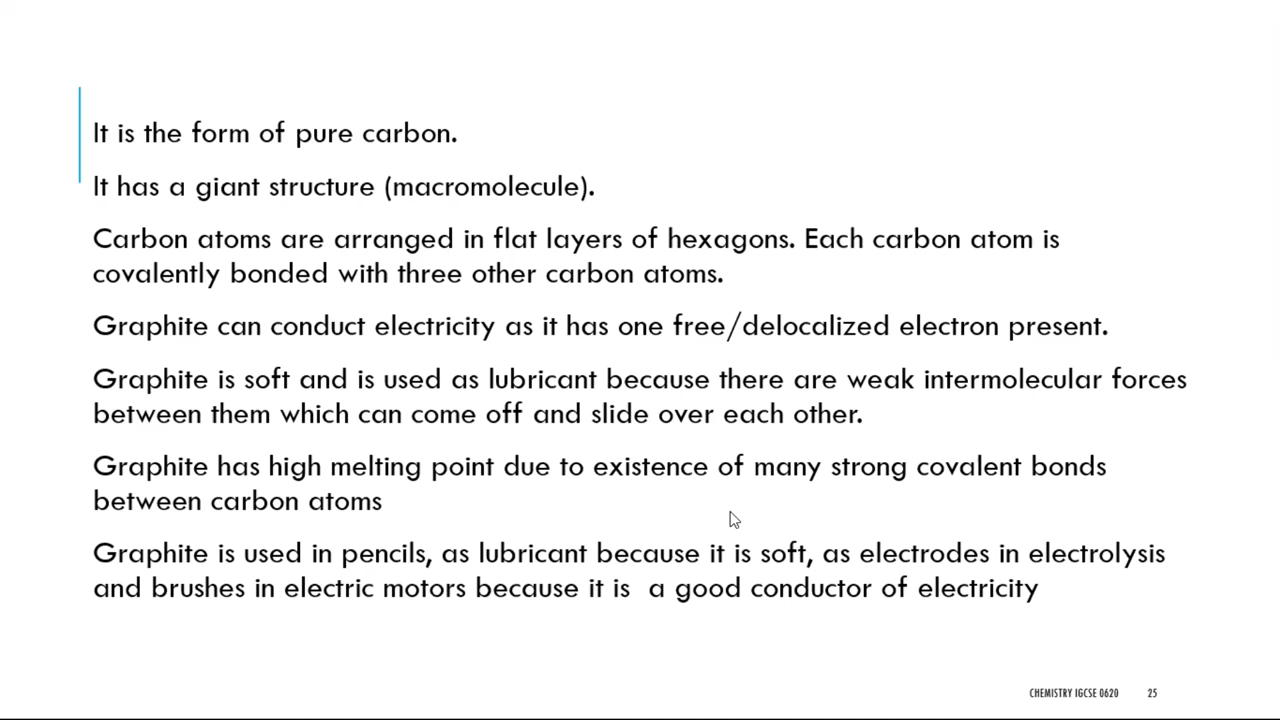 It is the form of pure carbon.
It has a giant structure (macromolecule).
Carbon atoms are arranged in flat layers of hexagons. Each carbon atom is
covalently bonded with three other carbon atoms.
Graphite can conduct electricity as it has one free/delocalized electron present.
Graphite is soft and is used as lubricant because there are weak intermolecular forces
between them which can come off and slide over each other.
Graphite has high melting point due to existence of many strong covalent bonds
between carbon atoms
Graphite is used in pencils, as lubricant because it is soft, as electrodes in electrolysis
and brushes in electric motors because it is  a good conductor of electricity
CHEMISTRY IGCSE 0620 25